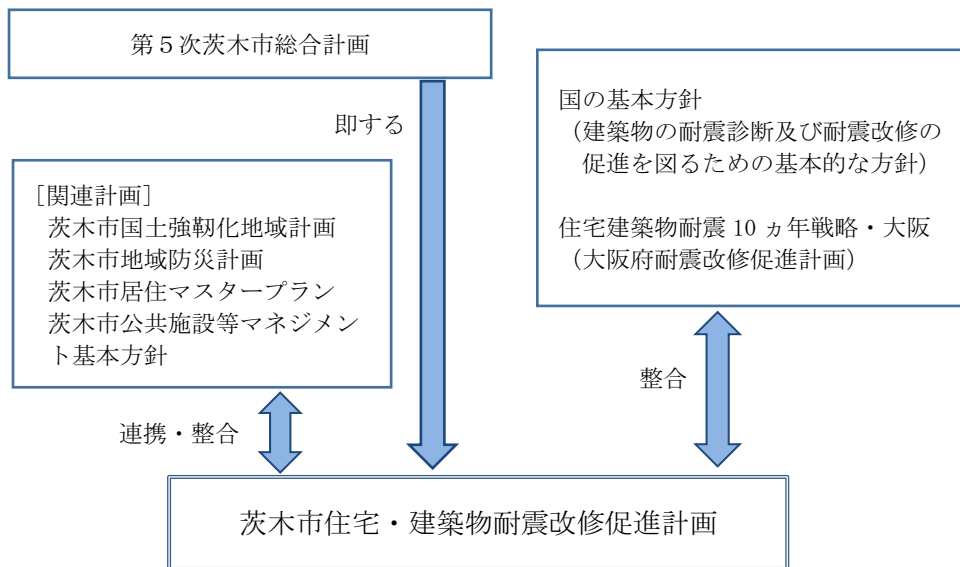 第５次茨木市総合計画
即する
［関連計画］
茨木市国土強靱化地域計画
茨木市地域防災計画
茨木市居住マスタープラン
茨木市公共施設等マネジメン
ト基本方針
連携・整合
国の基本方針
（建築物の耐震診断及び耐震改修の
促進を図るための基本的な方針）
住宅建築物耐震 10 ヵ年戦略・大阪
（大阪府耐震改修促進計画）
整合
茨木市住宅・建築物耐震改修促進計画